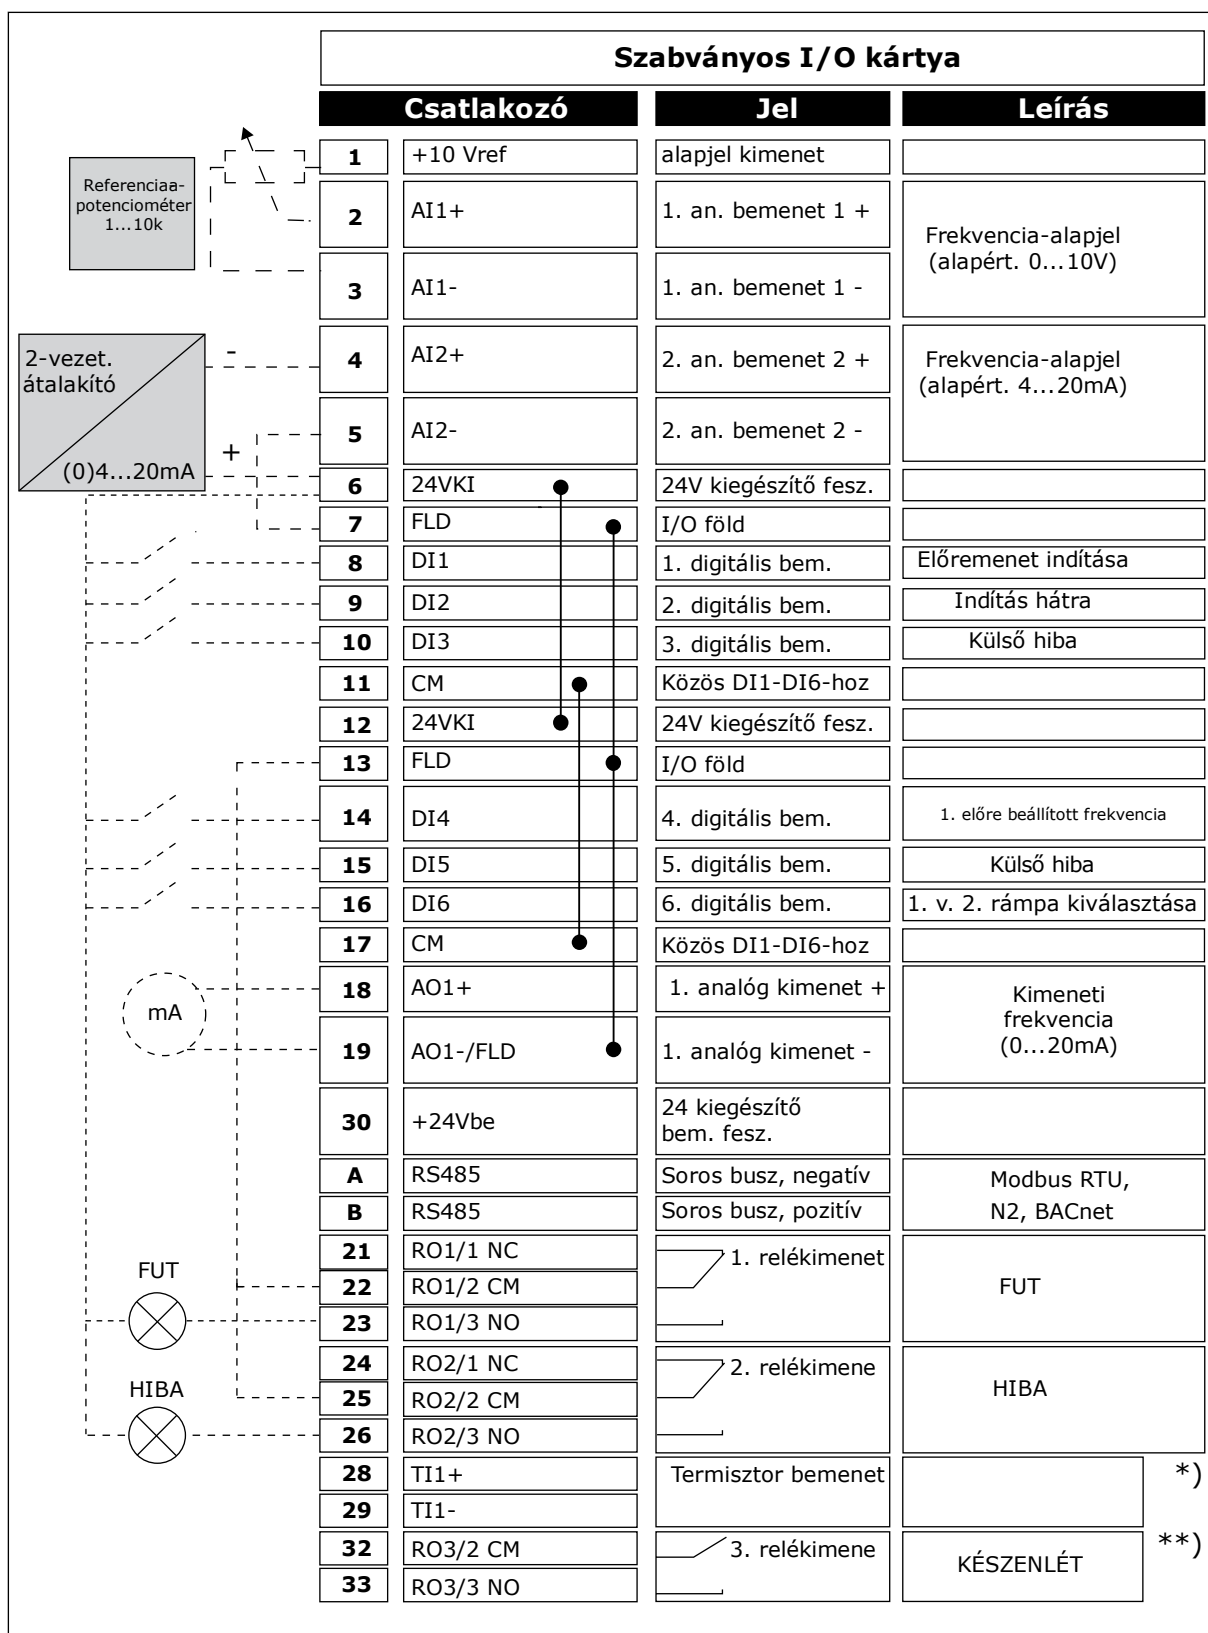 Szabványos I/O kártya
Csatlakozó Jel Leírás
1 +10 Vref alapjel kimenet
Referenciaa-
potenciométer
1...10k
2 AI1+ 1. an. bemenet 1 +
Frekvencia-alapjel
(alapért. 0...10V)
3 AI1- 1. an. bemenet 1 -
2-vezet.
átalakító
-
+
(0)4...20mA
4 AI2+ 2. an. bemenet 2 +
Frekvencia-alapjel
(alapért. 4...20mA)
5 AI2- 2. an. bemenet 2 -
6 24VKI 24V kiegészítő fesz.
7 FLD I/O föld
8 DI1 1. digitális bem. Előremenet indítása
9 DI2 2. digitális bem. Indítás hátra
10 DI3 3. digitális bem. Külső hiba
11 CM Közös DI1-DI6-hoz
12 24VKI 24V kiegészítő fesz.
13 FLD I/O föld
14 DI4 4. digitális bem. 1. előre beállított frekvencia
15 DI5 5. digitális bem. Külső hiba
16 DI6 6. digitális bem. 1. v. 2. rámpa kiválasztása
17 CM Közös DI1-DI6-hoz
mA
18 AO1+ 1. analóg kimenet +
Kimeneti
frekvencia
(0...20mA)
19 AO1-/FLD 1. analóg kimenet -
30 +24Vbe 24 kiegészítő
bem. fesz.
A RS485 Soros busz, negatív
Modbus RTU,
B RS485 Soros busz, pozitív
N2, BACnet
21 RO1/1 NC 1. relékimenet
FUT
22 RO1/2 CM FUT
23 RO1/3 NO
24 RO2/1 NC 2. relékimene
HIBA
25 RO2/2 CM HIBA
26 RO2/3 NO
28 TI1+ Termisztor bemenet *)
29 TI1-
32 RO3/2 CM 3. relékimene KÉSZENLÉT **)
33 RO3/3 NO